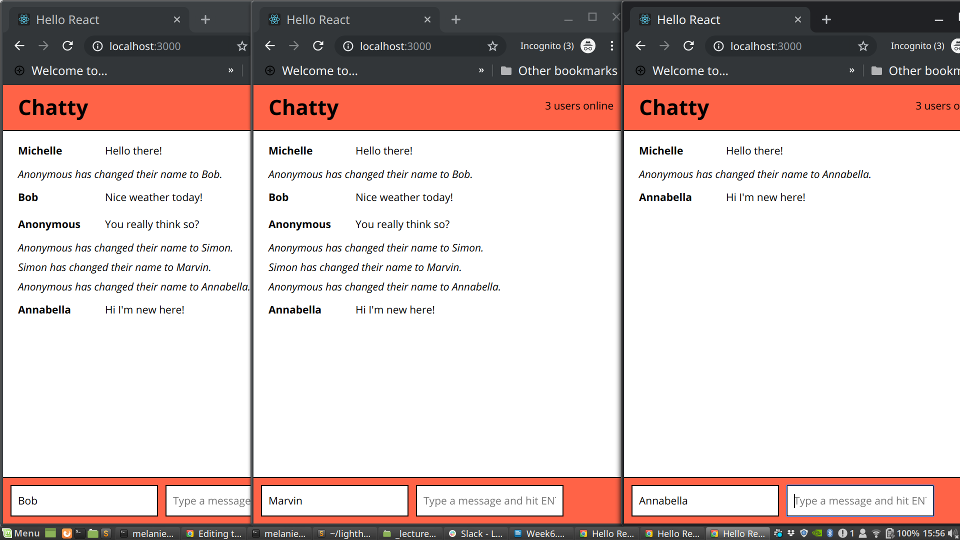 Hello React
localhost:3000
Welcome to...
»
Chatty
Michelle Hello there!
Anonymous has changed their name to Bob.
Bob Nice weather today!
Anonymous You really think so?
Anonymous has changed their name to Simon.
Simon has changed their name to Marvin.
Anonymous has changed their name to Annabella.
Annabella Hi I'm new here!
Bob
Type a message
Hello React
localhost:3000
Incognito (3)
Welcome to...
» Other bookmarks
Chatty
3 users online
Michelle Hello there!
Anonymous has changed their name to Bob.
Bob Nice weather today!
Anonymous You really think so?
Anonymous has changed their name to Simon.
Simon has changed their name to Marvin.
Anonymous has changed their name to Annabella.
Annabella Hi I'm new here!
Marvin
Type a message and hit EN
Hello React
localhost:3000
Incognito (3)
Welcome to...
» Other bookm
Chatty
3 users o
Michelle Hello there!
Anonymous has changed their name to Annabella.
Annabella Hi I'm new here!
Annabella
Type a message and hit ENT
Menu melanie... Editing t... melanie... ~/lighth... _lecture... Slack - L... Week6.... Hello Re... Hello Re... Hello Rea... 1 100% 15:56